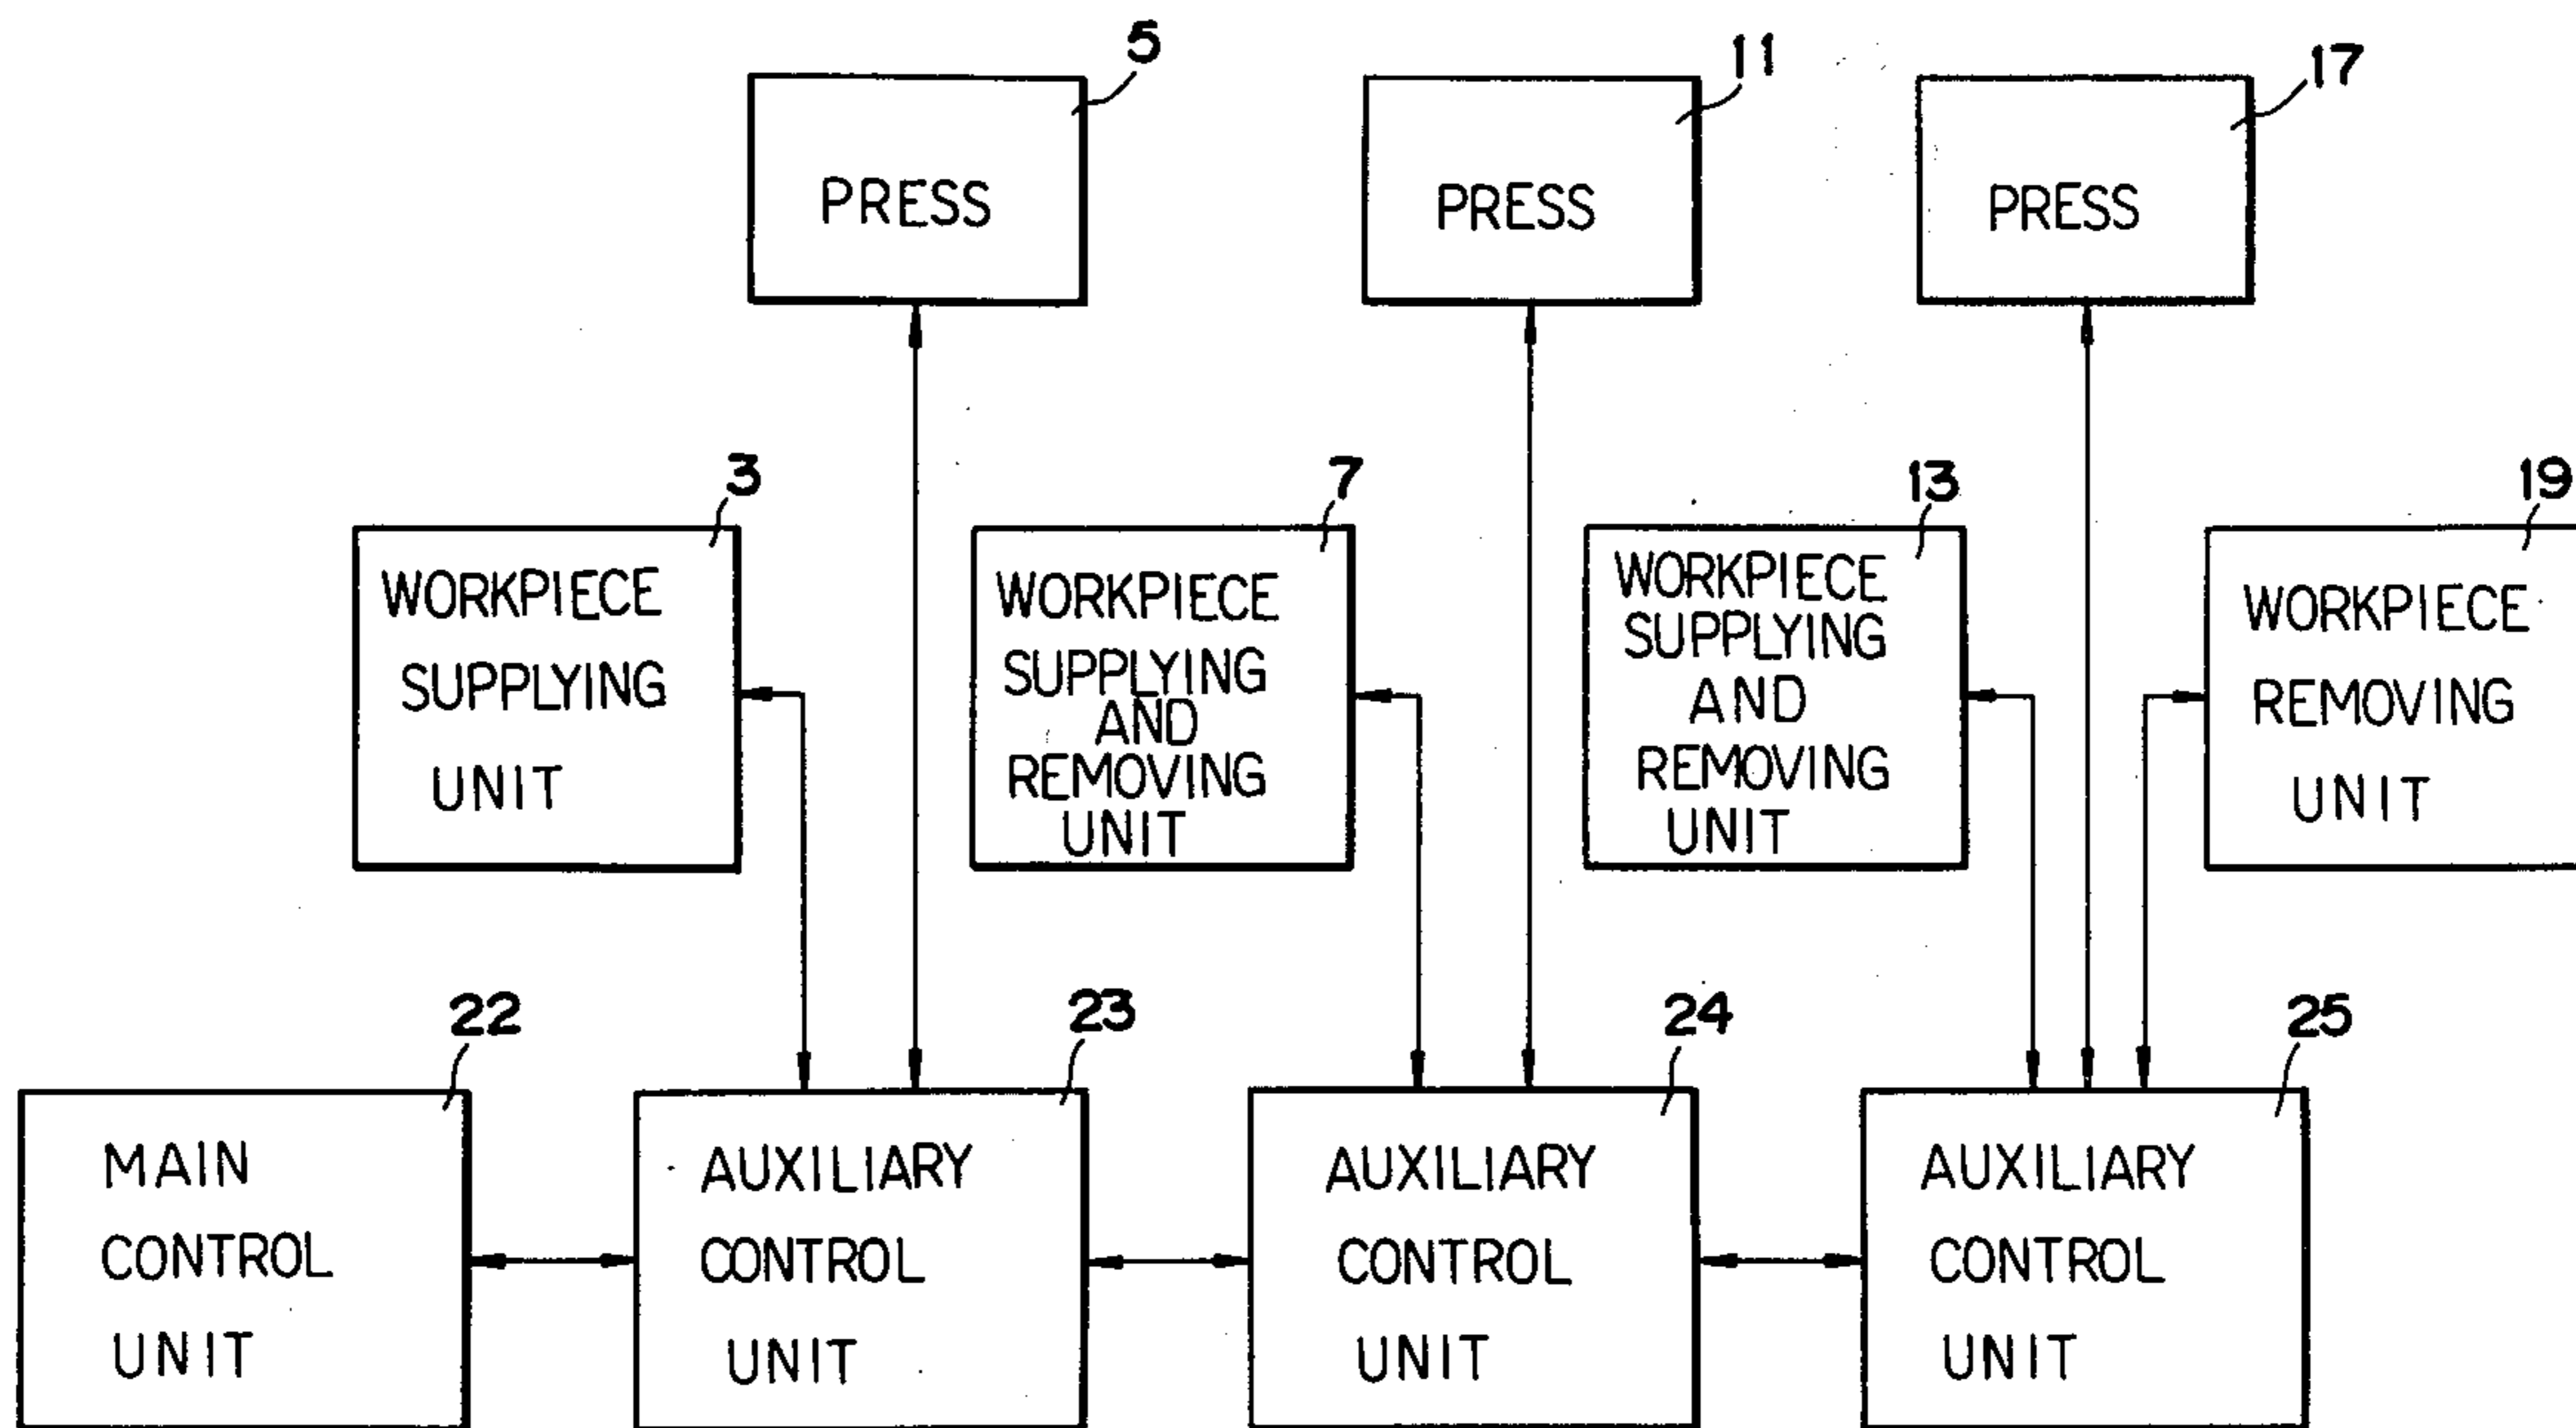 5
11
17
PRESS
PRESS
PRESS
3
7
13
19
WORKPIECE
SUPPLYING
UNIT
WORKPIECE
SUPPLYING
AND
REMOVING
UNIT
WORKPIECE
SUPPLYING
AND
REMOVING
UNIT
WORKPIECE
REMOVING
UNIT
22
23
24
25
MAIN
CONTROL
UNIT
AUXILIARY
CONTROL
UNIT
AUXILIARY
CONTROL
UNIT
AUXILIARY
CONTROL
UNIT